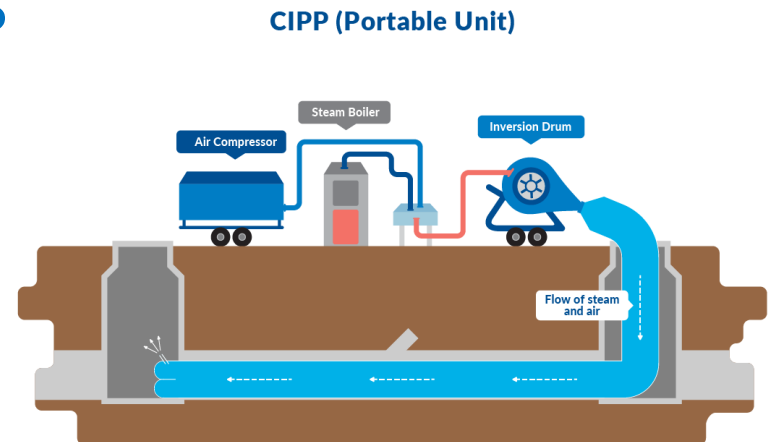 CIPP (Portable Unit)
Steam Boiler
Air Compressor
Inversion Drum
Flow of steam
and air